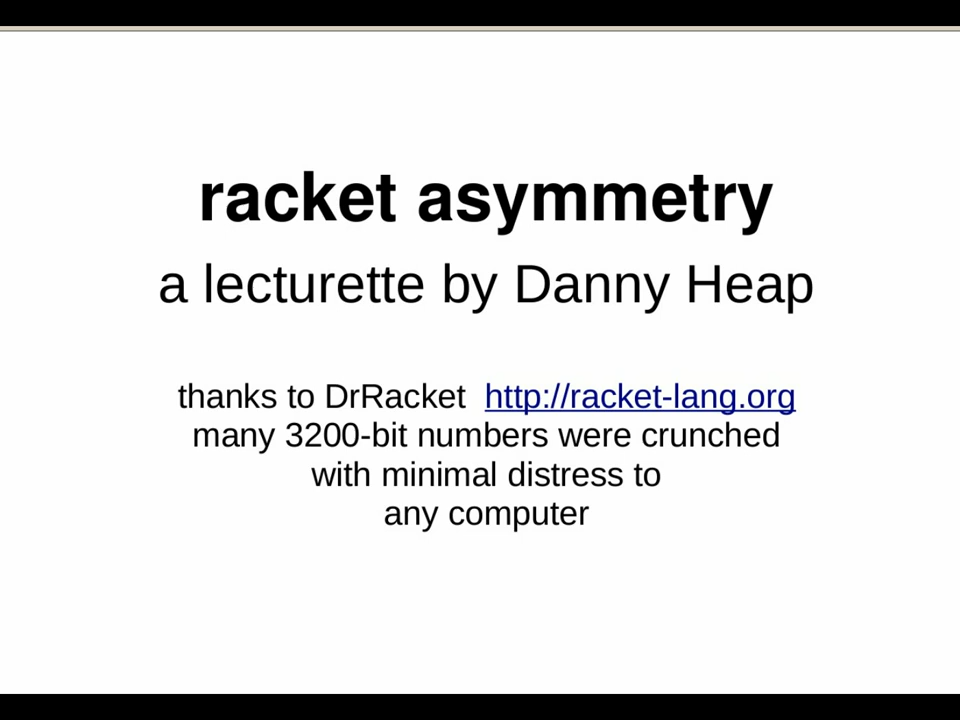 racket asymmetry
a lecturette by Danny Heap
thanks to DrRacket http://racket-lang.org
many 3200-bit numbers were crunched
with minimal distress to
any computer